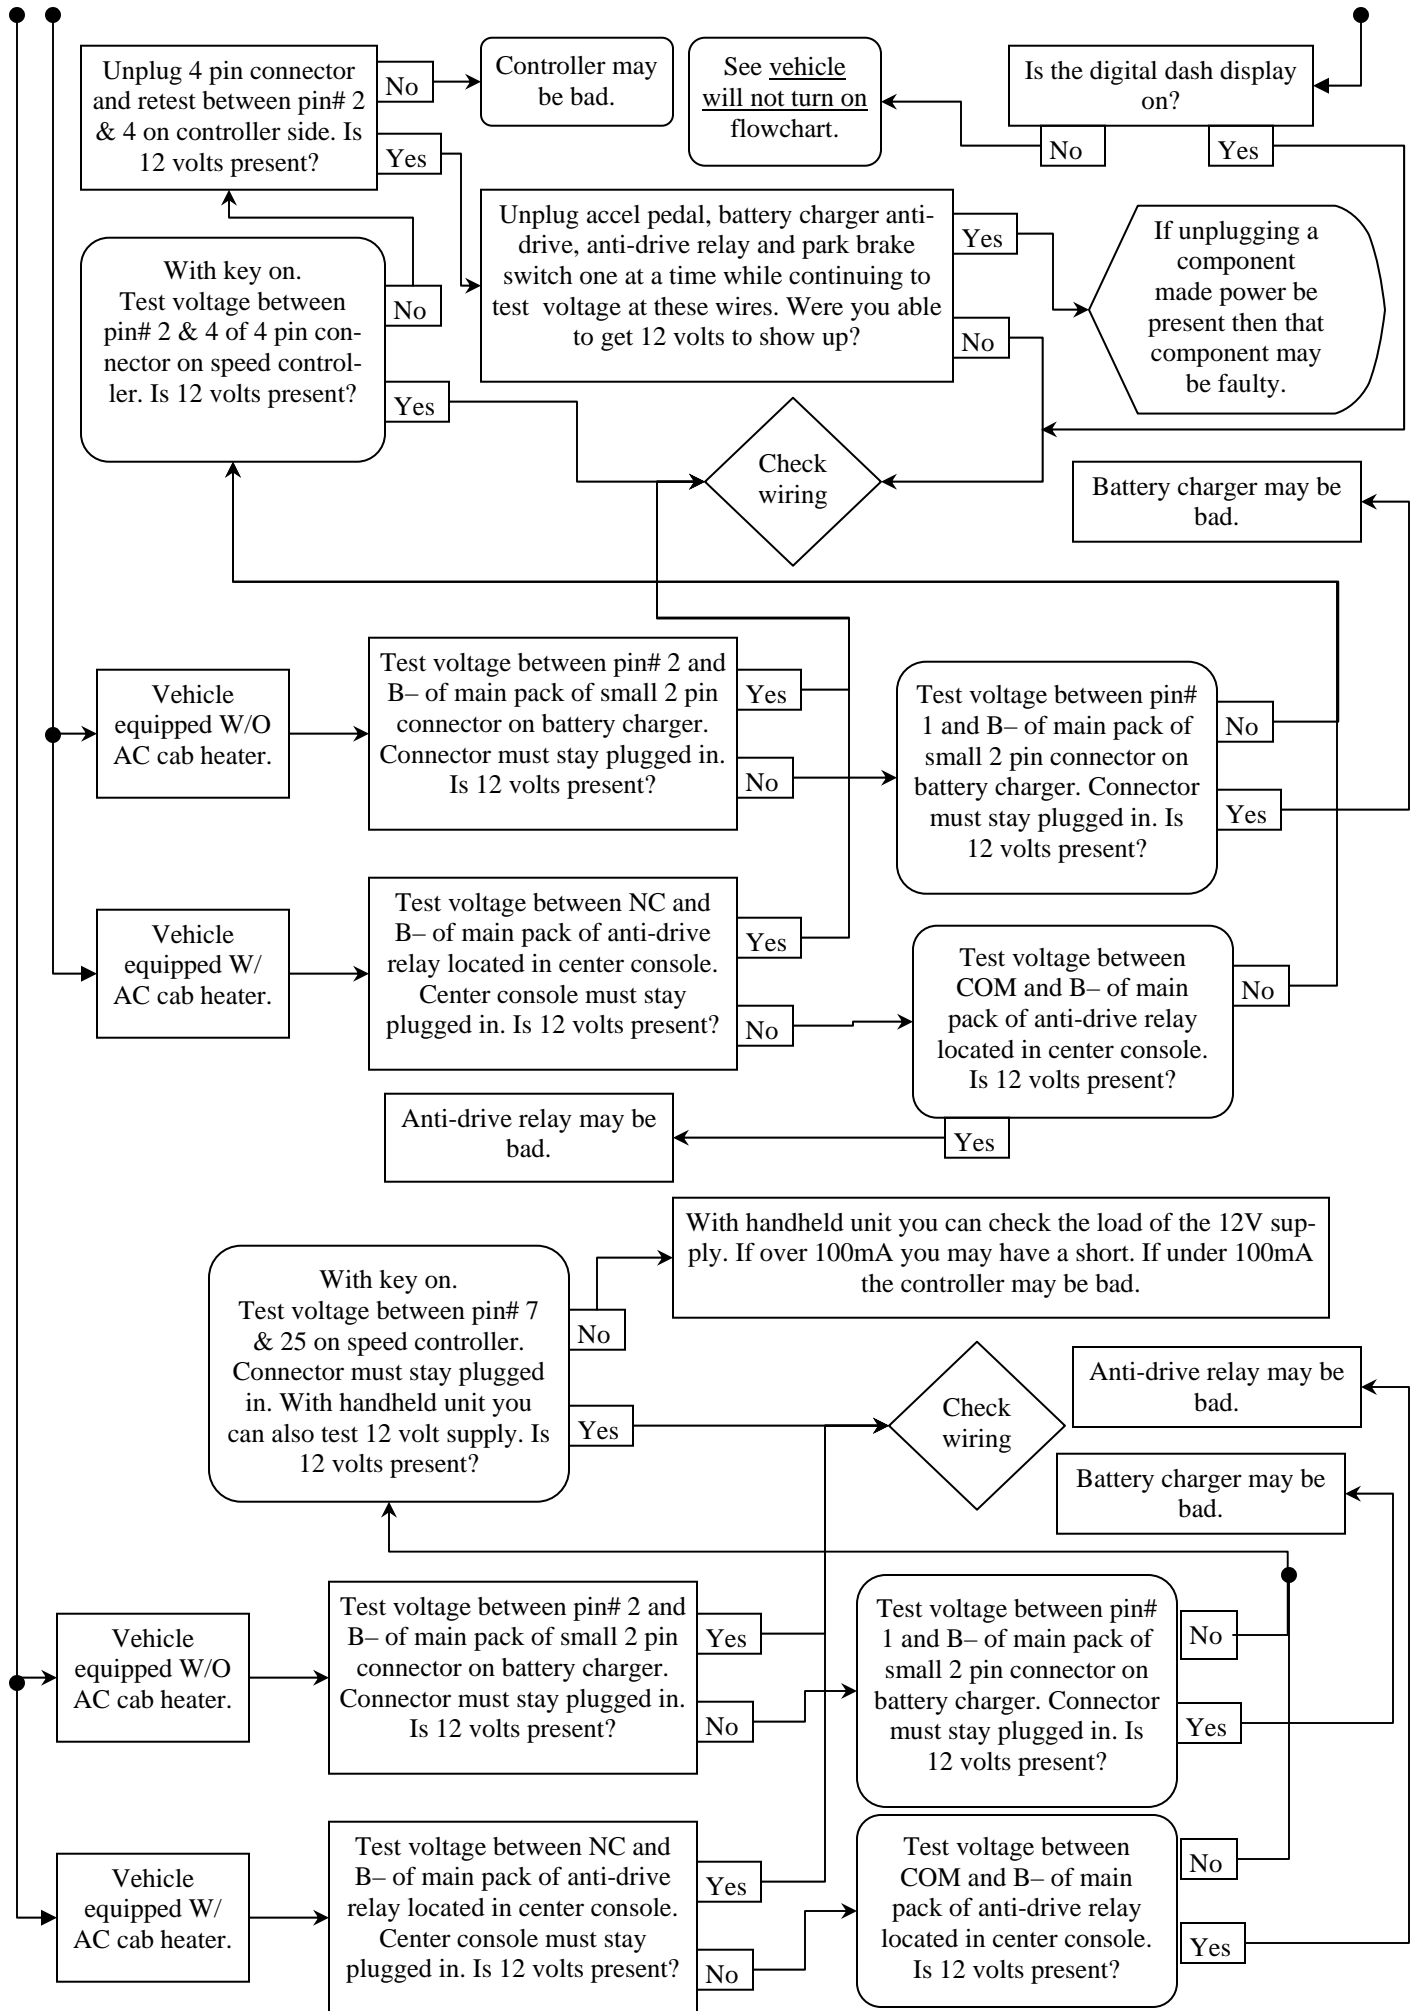 Unplug 4 pin connector
and retest between pin# 2
& 4 on controller side. Is
12 volts present?
No
Yes
Controller may
be bad.
See vehicle
will not turn on
flowchart.
Is the digital dash display
on?
No
Yes
With key on.
Test voltage between
pin# 2 & 4 of 4 pin con-
nector on speed control-
ler. Is 12 volts present?
No
Yes
Unplug accel pedal, battery charger anti-
drive, anti-drive relay and park brake
switch one at a time while continuing to
test voltage at these wires. Were you able
to get 12 volts to show up?
Yes
No
If unplugging a
component
made power be
present then that
component may
be faulty.
Check
wiring
Battery charger may be
bad.
Vehicle
equipped W/O
AC cab heater.
Test voltage between pin# 2 and
B– of main pack of small 2 pin
connector on battery charger.
Connector must stay plugged in.
Is 12 volts present?
Yes
No
Test voltage between pin#
1 and B– of main pack of
small 2 pin connector on
battery charger. Connector
must stay plugged in. Is
12 volts present?
No
Yes
Vehicle
equipped W/
AC cab heater.
Test voltage between NC and
B– of main pack of anti-drive
relay located in center console.
Center console must stay
plugged in. Is 12 volts present?
Yes
No
Test voltage between
COM and B– of main
pack of anti-drive relay
located in center console.
Is 12 volts present?
No
Yes
Anti-drive relay may be
bad.
With handheld unit you can check the load of the 12V sup-
ply. If over 100mA you may have a short. If under 100mA
the controller may be bad.
With key on.
Test voltage between pin# 7
& 25 on speed controller.
Connector must stay plugged
in. With handheld unit you
can also test 12 volt supply. Is
12 volts present?
No
Yes
Check
wiring
Anti-drive relay may be
bad.
Battery charger may be
bad.
Vehicle
equipped W/O
AC cab heater.
Test voltage between pin# 2 and
B– of main pack of small 2 pin
connector on battery charger.
Connector must stay plugged in.
Is 12 volts present?
Yes
No
Test voltage between pin#
1 and B– of main pack of
small 2 pin connector on
battery charger. Connector
must stay plugged in. Is
12 volts present?
No
Yes
Vehicle
equipped W/
AC cab heater.
Test voltage between NC and
B– of main pack of anti-drive
relay located in center console.
Center console must stay
plugged in. Is 12 volts present?
Yes
No
Test voltage between
COM and B– of main
pack of anti-drive relay
located in center console.
Is 12 volts present?
No
Yes